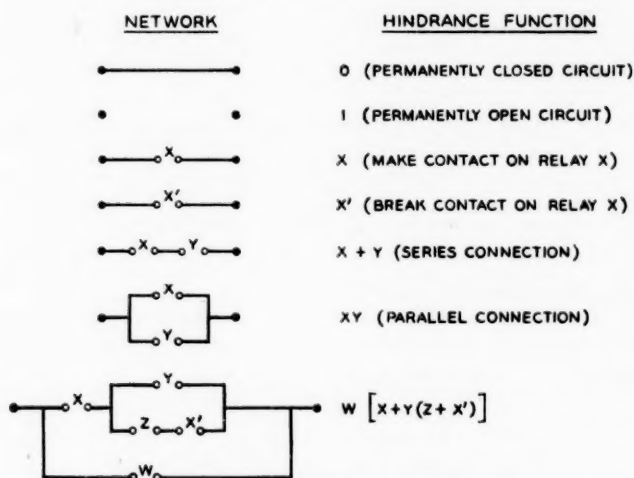 NETWORK HINDRANCE FUNCTION
0 (PERMANENTLY CLOSED CIRCUIT)
1 (PERMANENTLY OPEN CIRCUIT)
X X (MAKE CONTACT ON RELAY X)
X' X' (BREAK CONTACT ON RELAY X)
X Y X + Y (SERIES CONNECTION)
X
XY (PARALLEL CONNECTION)
Y
Y
X W [X+Y(Z+X')]
Z X'
W